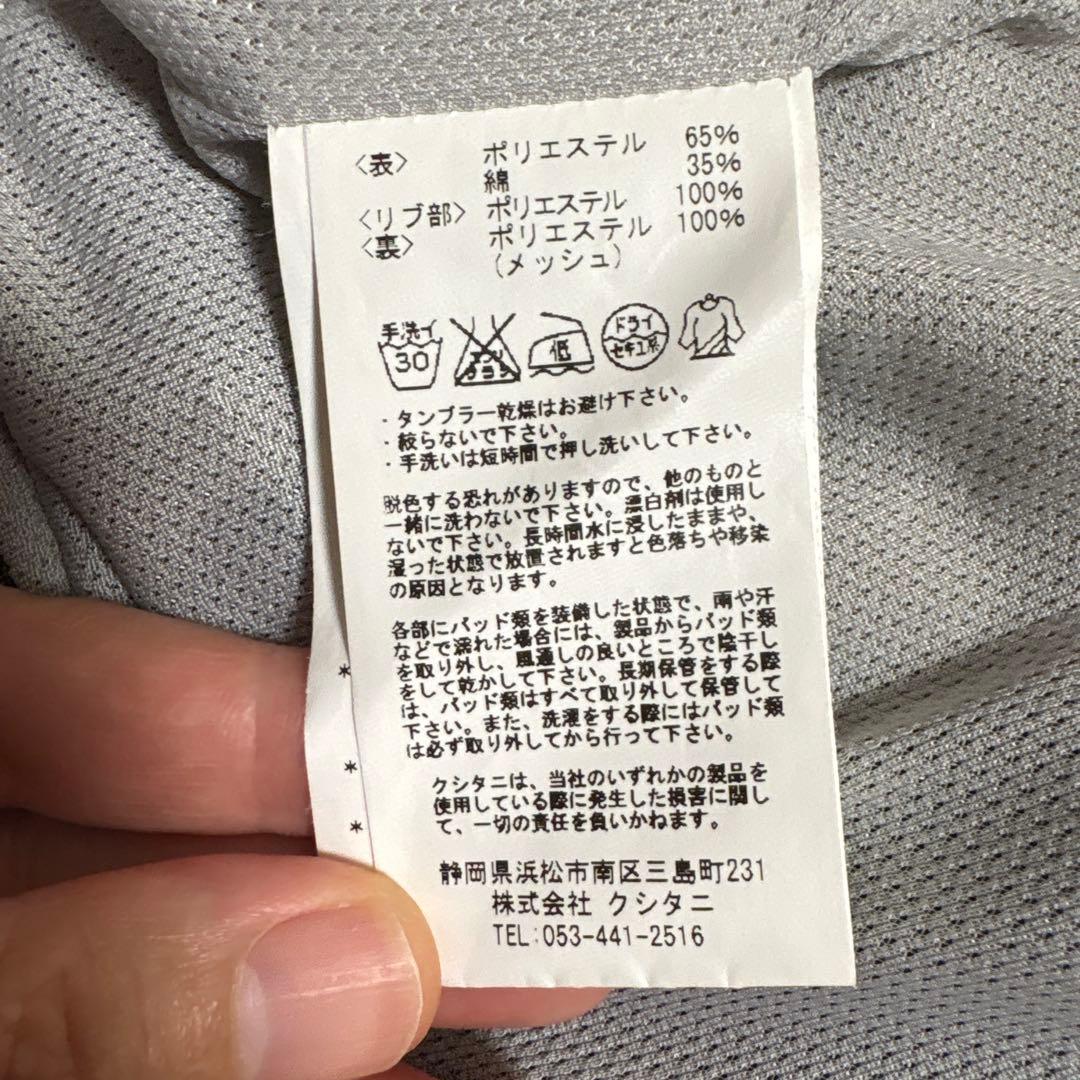 〈表〉 ポリエステル 65%
綿 35%
〈リブ部〉 ポリエステル 100%
〈裏〉 ポリエステル 100%
(メッシュ)
手洗イ 30 エンソサラシ 低 ドライ セキユ系
・タンブラー乾燥はお避け下さい。
・絞らないで下さい。
・手洗いは短時間で押し洗いして下さい。
脱色する恐れがありますので、他のものと
一緒に洗わないで下さい。漂白剤は使用し
ないで下さい。長時間水に浸したままや、
湿った状態で放置されますと色落ちや移染
の原因となります。
各部にパッド類を装備した状態で、雨や汗
などで濡れた場合には、製品からパッド類
を取り外し、風通しの良いところで陰干し
をして乾かして下さい。長期保管をする際
は、パッド類はすべて取り外して保管して
下さい。また、洗濯をする際にはパッド類
は必ず取り外してから行って下さい。
クシタニは、当社のいずれかの製品を
使用している際に発生した損害に関し
て、一切の責任を負いかねます。
静岡県浜松市南区三島町231
株式会社 クシタニ
TEL:053-441-2516
*
*
*